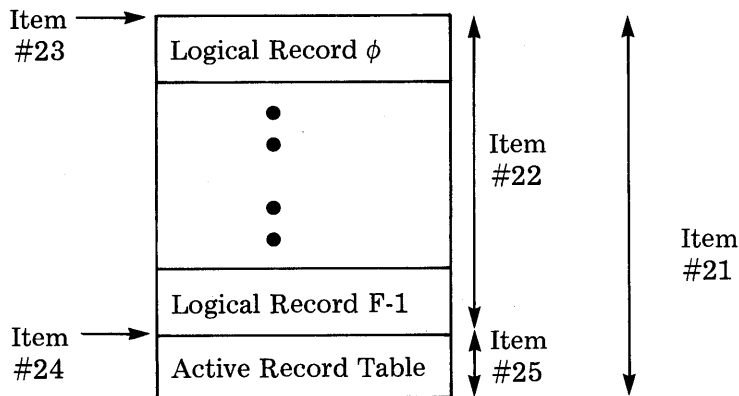 Item
#23
Logical Record ϕ
Item
#22
Item
#21
Logical Record F-1
Item
#24
Item
#25
Active Record Table